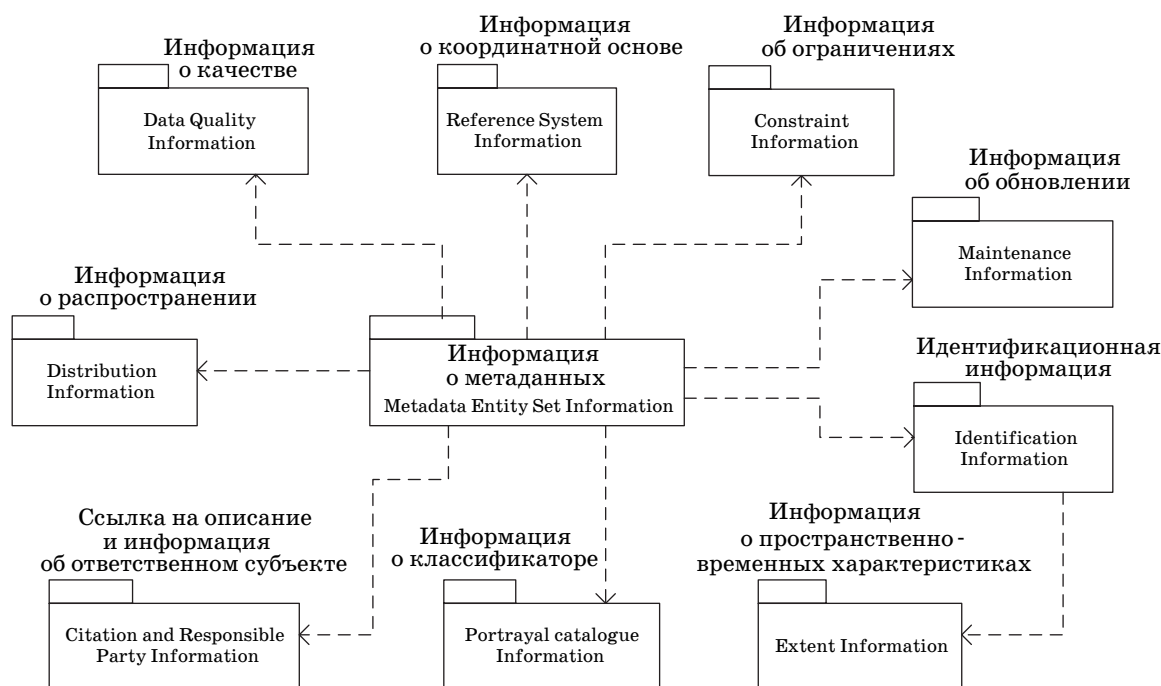 Информация
о качестве
Data Quality
Information
Информация
о координатной основе
Reference System
Information
Информация
об ограничениях
Constraint
Information
Информация
об обновлении
Maintenance
Information
Информация
о распространении
Distribution
Information
Информация
о метаданных
Metadata Entity Set Information
Идентификационная
информация
Identification
Information
Ссылка на описание
и информация
об ответственном субъекте
Citation and Responsible
Party Information
Информация
о классификаторе
Portrayal catalogue
Information
Информация
о пространственно-
временных характеристиках
Extent Information